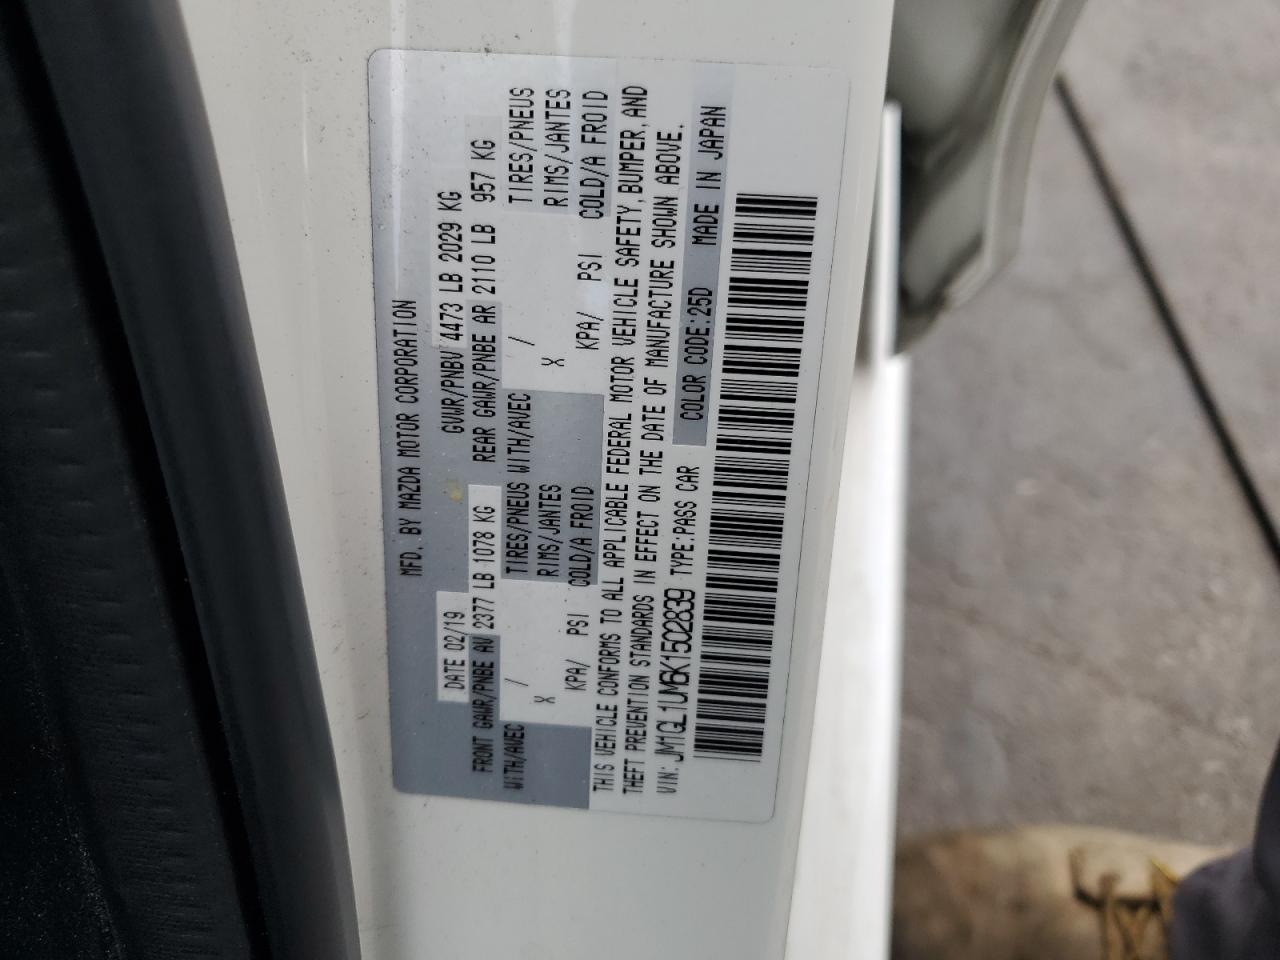 MFD. BY MAZDA MOTOR CORPORATION
DATE 02/19 GVWR/PNBV 4473 LB 2029 KG
FRONT GAWR/PNBE AV 2377 LB 1078 KG REAR GAWR/PNBE AR 2110 LB 957 KG
WITH/AVEC / TIRES/PNEUS WITH/AVEC / TIRES/PNEUS
X RIMS/JANTES X RIMS/JANTES
KPA/ PSI COLD/A FROID KPA/ PSI COLD/A FROID
THIS VEHICLE CONFORMS TO ALL APPLICABLE FEDERAL MOTOR VEHICLE SAFETY, BUMPER, AND
THEFT PREVENTION STANDARDS IN EFFECT ON THE DATE OF MANUFACTURE SHOWN ABOVE.
VIN: JM1GL1UM6K1502839 TYPE:PASS CAR COLOR CODE:25D MADE IN JAPAN